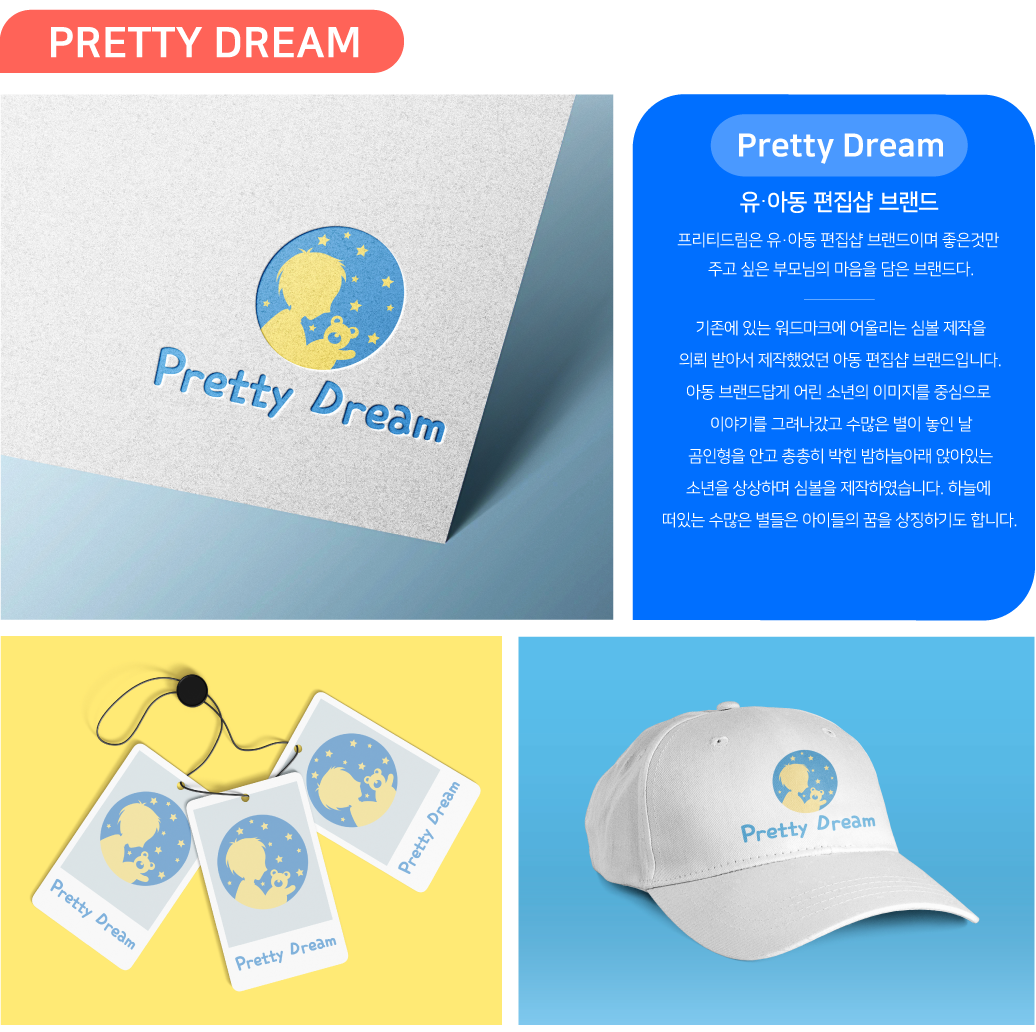 PRETTY DREAM
Pretty Dream
Pretty Dream
유·아동 편집샵 브랜드
프리티드림은 유·아동 편집샵 브랜드이며 좋은것만
주고 싶은 부모님의 마음을 담은 브랜드다.
기존에 있는 워드마크에 어울리는 심볼 제작을
의뢰 받아서 제작했었던 아동 편집샵 브랜드입니다.
아동 브랜드답게 어린 소년의 이미지를 중심으로
이야기를 그려나갔고 수많은 별이 놓인 날
곰인형을 안고 총총히 박힌 밤하늘아래 앉아있는
소년을 상상하며 심볼을 제작하였습니다. 하늘에
떠있는 수많은 별들은 아이들의 꿈을 상징하기도 합니다.
Pretty Dream
Pretty Dream
Pretty Dream
Pretty Dream